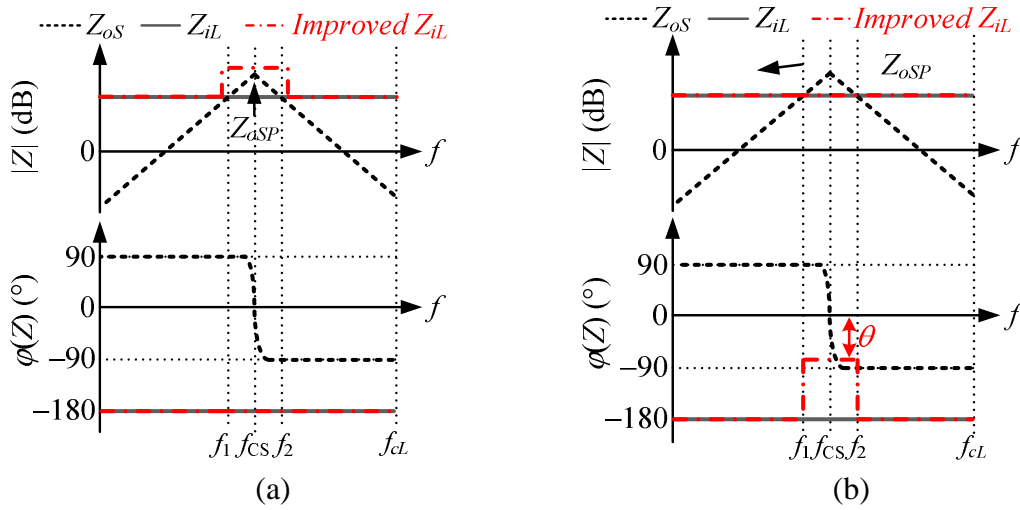 Z_oS Z_iL Improved Z_iL
|Z| (dB)
Z_oSP
0
f
φ(Z) (°)
90
0
f
−90
−180
f_1 f_CS f_2 f_cL
(a)
Z_oS Z_iL Improved Z_iL
|Z| (dB)
Z_oSP
0
f
φ(Z) (°)
90
0
f
θ
−90
−180
f_1 f_CS f_2 f_cL
(b)